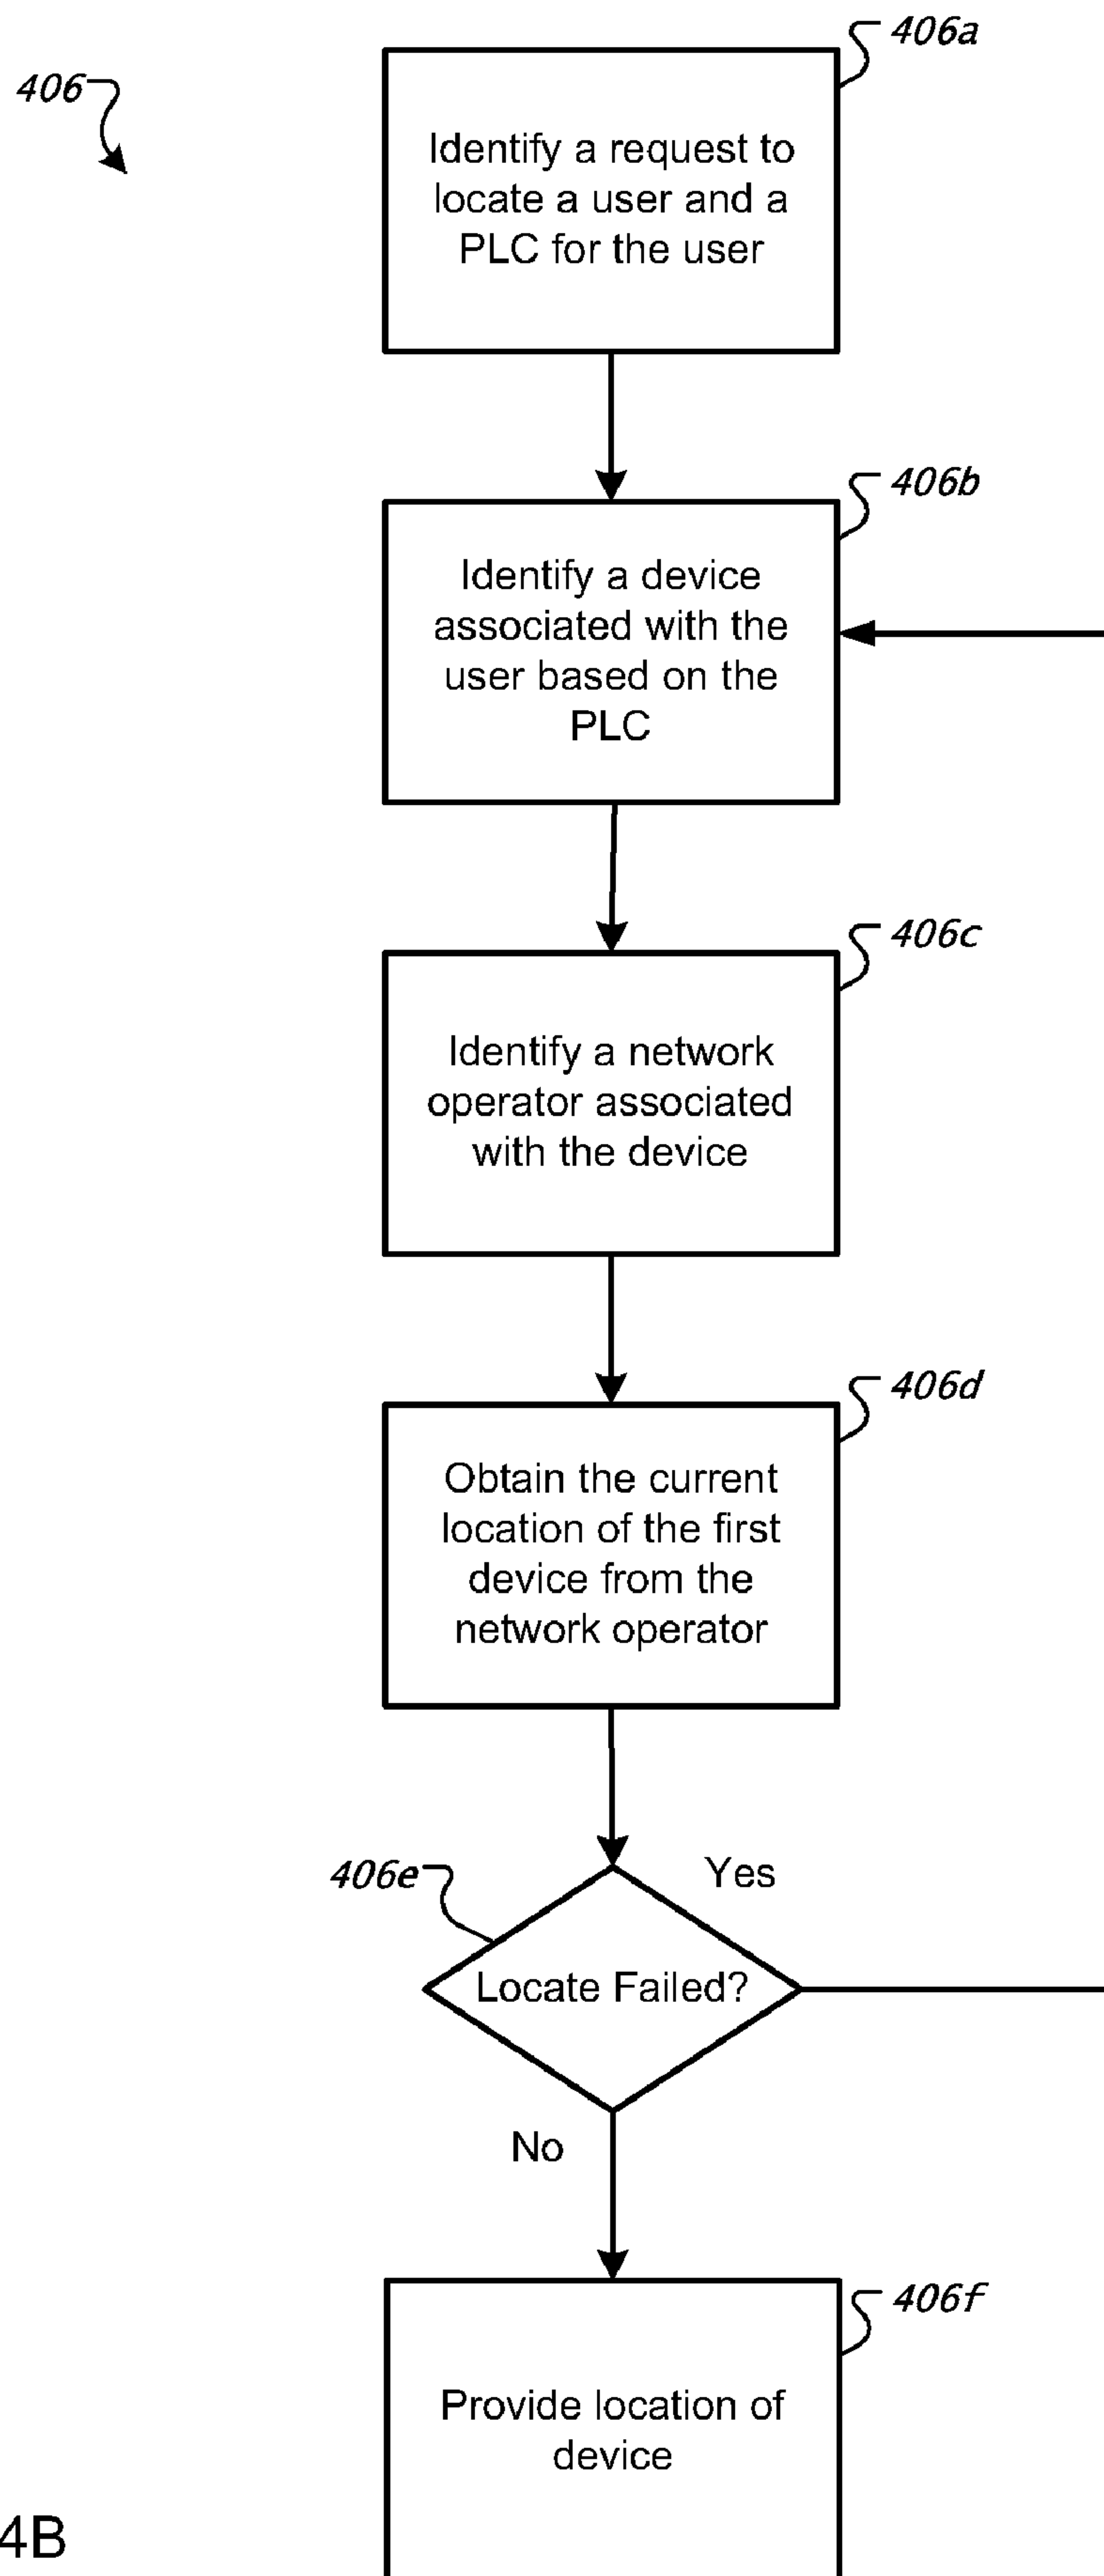 406
406a
Identify a request to
locate a user and a
PLC for the user
406b
Identify a device
associated with the
user based on the
PLC
406c
Identify a network
operator associated
with the device
406d
Obtain the current
location of the first
device from the
network operator
406e
Yes
Locate Failed?
No
406f
Provide location of
device
4B